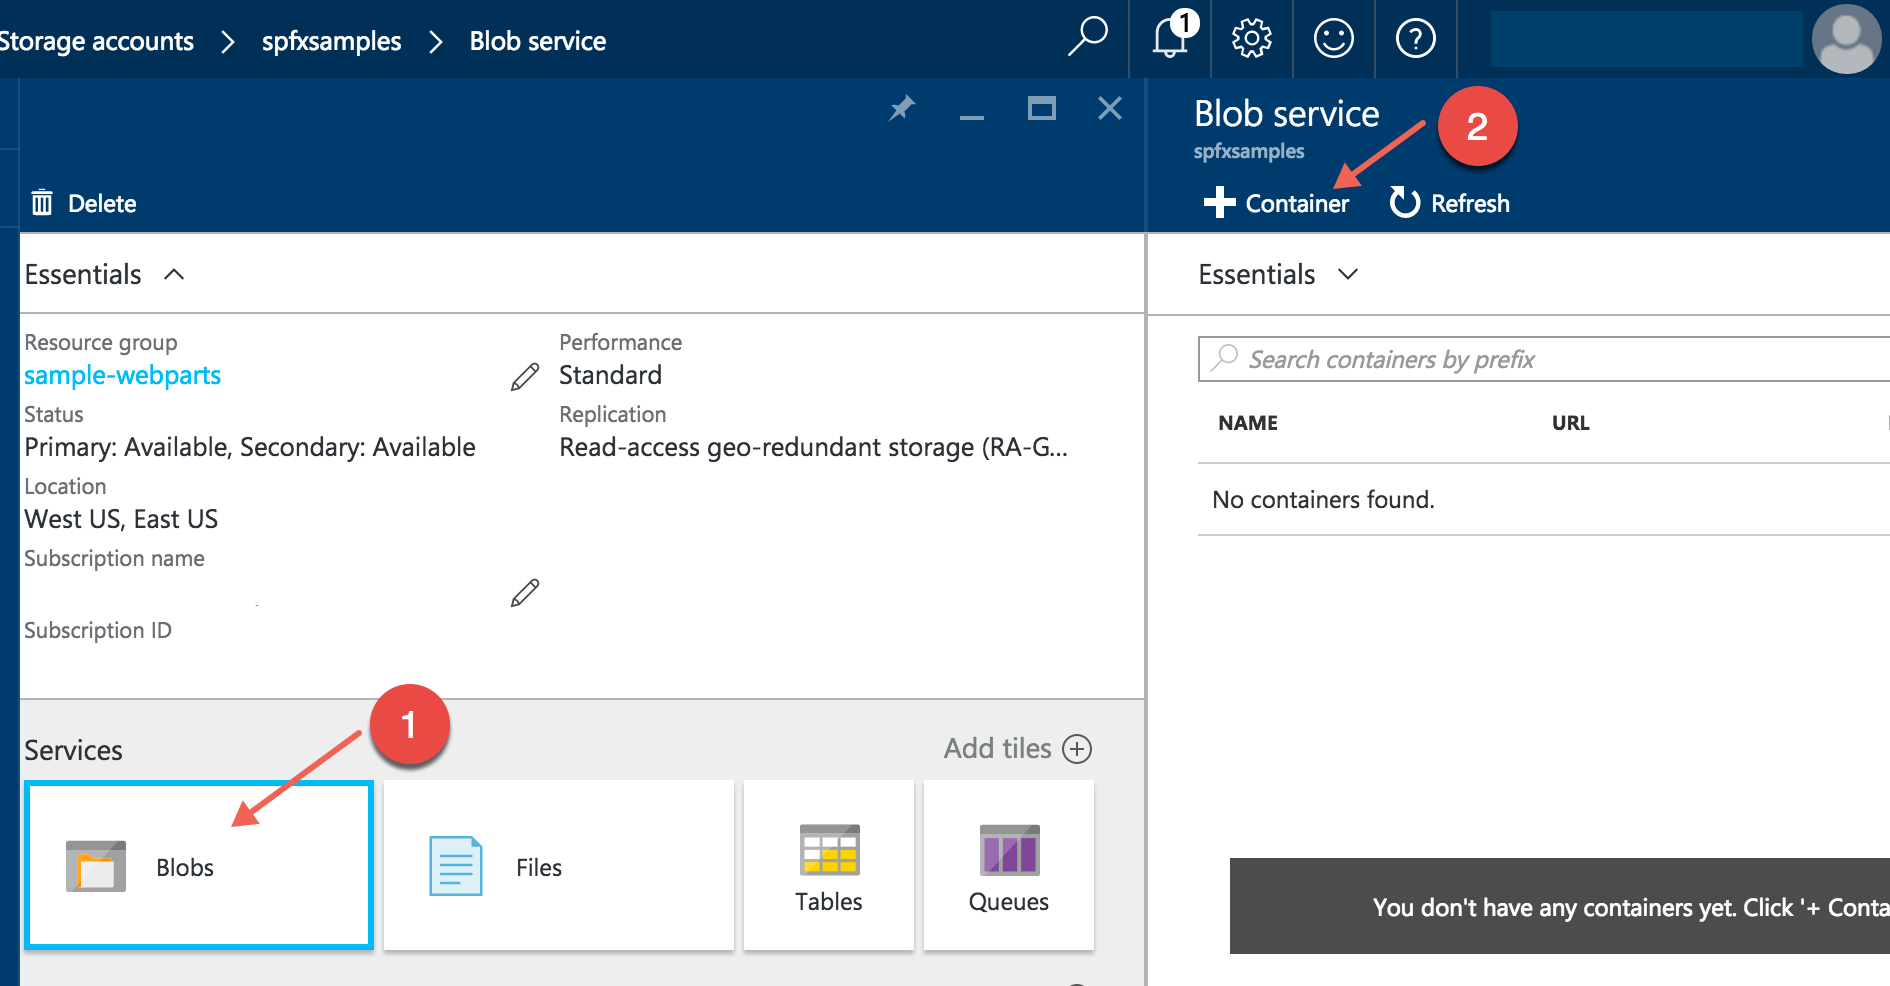 Storage accounts > spfxsamples > Blob service
1
Blob service
spfxsamples
2
Delete
Container
Refresh
Essentials
Resource group
sample-webparts
Status
Primary: Available, Secondary: Available
Location
West US, East US
Subscription name
Subscription ID
Performance
Standard
Replication
Read-access geo-redundant storage (RA-G...
Services
1
Add tiles
Blobs
Files
Tables
Queues
Essentials
Search containers by prefix
NAME URL
No containers found.
You don't have any containers yet. Click '+ Conta